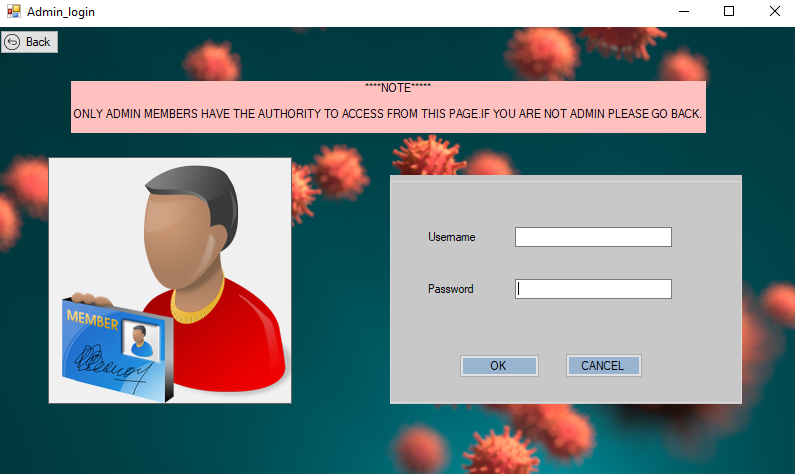 Admin_login
Back
****NOTE*****
ONLY ADMIN MEMBERS HAVE THE AUTHORITY TO ACCESS FROM THIS PAGE.IF YOU ARE NOT ADMIN PLEASE GO BACK.
MEMBER
Username
Password
OK
CANCEL